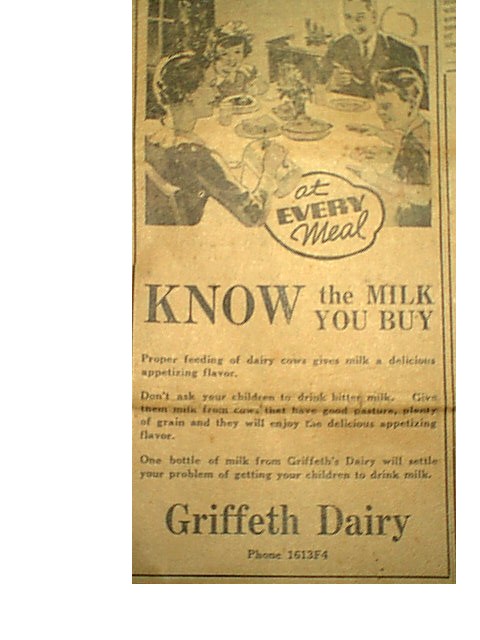 at
EVERY
Meal
KNOW the MILK
YOU BUY
Proper feeding of dairy cows gives milk a delicious
appetizing flavor.
Don't ask your children to drink bitter milk. Give
them milk from cows that have good pasture, plenty
of grain and they will enjoy the delicious appetizing
flavor.
One bottle of milk from Griffeth's Dairy will settle
your problem of getting your children to drink milk.
Griffeth Dairy
Phone 1613F4